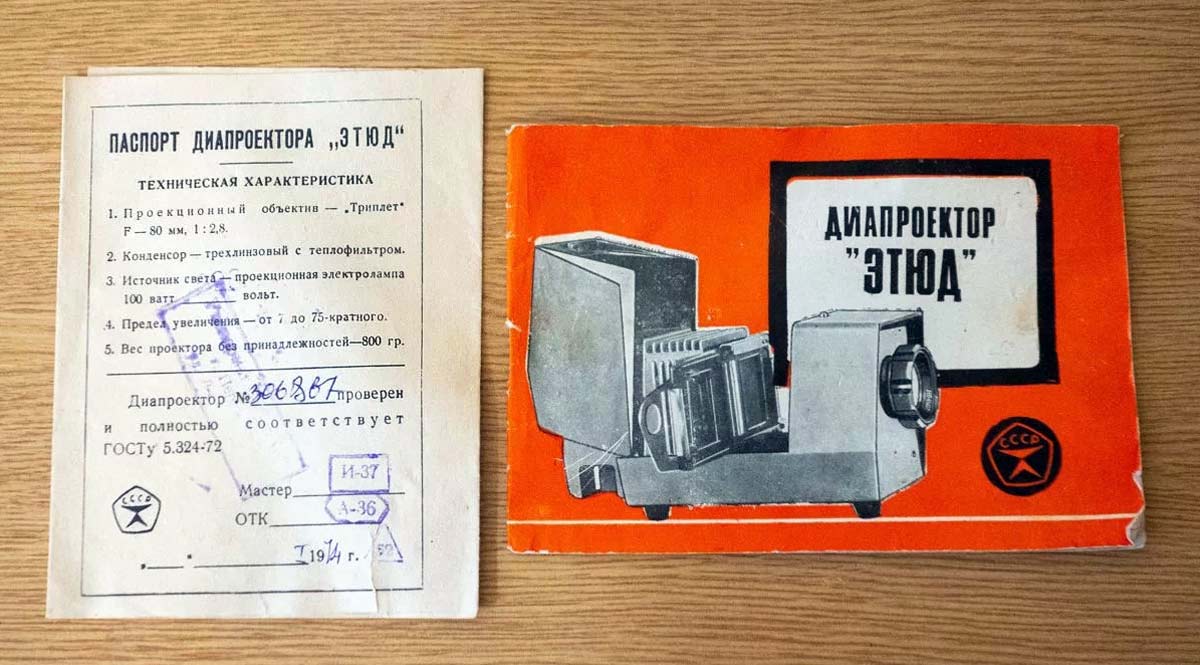 ПАСПОРТ ДИАПРОЕКТОРА „ЭТЮД“
ТЕХНИЧЕСКАЯ ХАРАКТЕРИСТИКА
1. Проекционный объектив — „Триплет“
F — 80 мм, 1 : 2,8.
2. Конденсор — трехлинзовый с теплофильтром.
3. Источник света — проекционная электролампа
100 ватт ______ вольт.
4. Предел увеличения — от 7 до 75-кратного.
5. Вес проектора без принадлежностей—800 гр.
Диапроектор № проверен
и полностью соответствует
ГОСТу 5.324-72
Мастер И-37
ОТК А-36
СССР
I 1974 г. 52
ДИАПРОЕКТОР
"ЭТЮД"
СССР